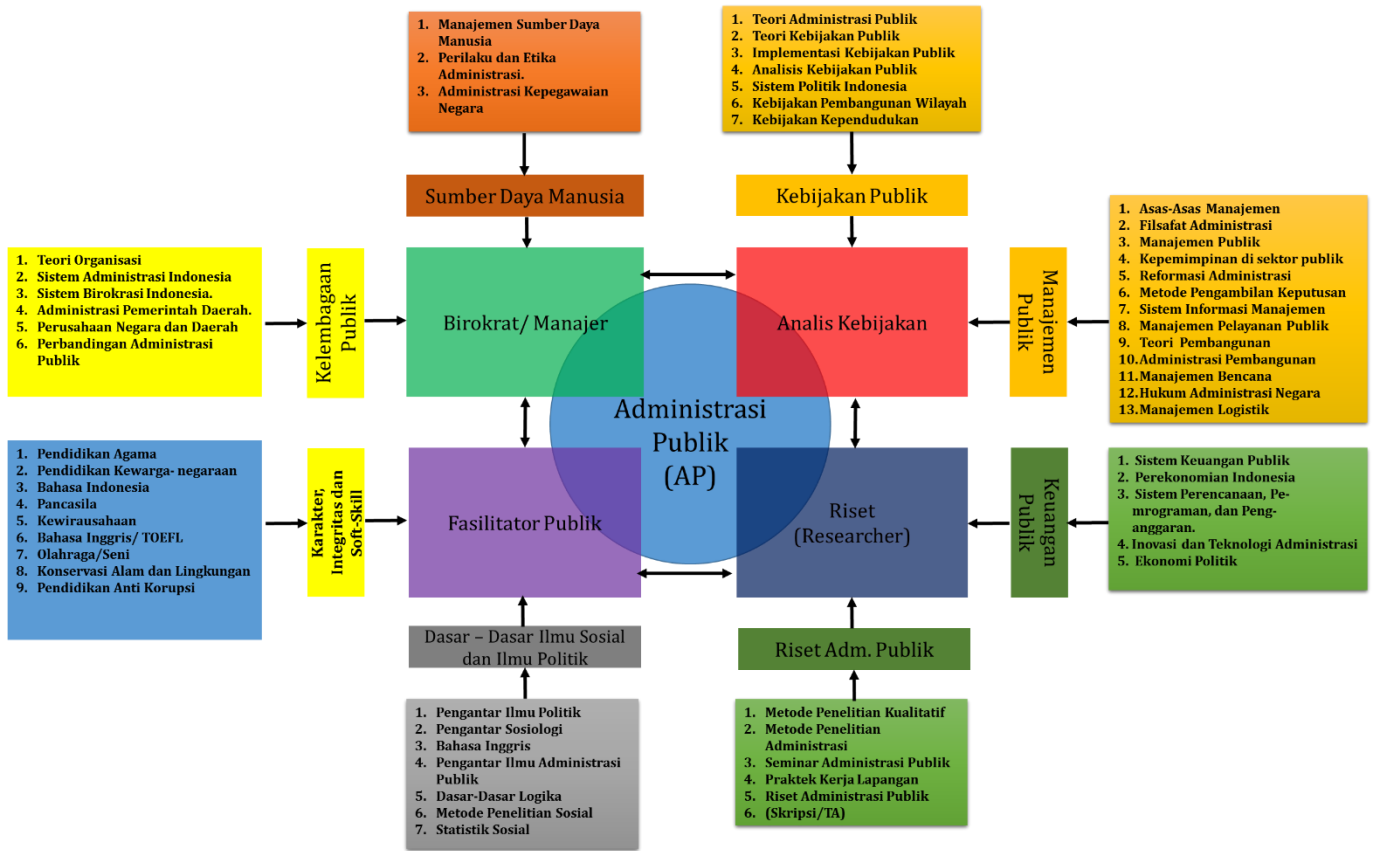 1. Manajemen Sumber Daya
Manusia
2. Perilaku dan Etika
Administrasi.
3. Administrasi Kepegawaian
Negara
1. Teori Administrasi Publik
2. Teori Kebijakan Publik
3. Implementasi Kebijakan Publik
4. Analisis Kebijakan Publik
5. Sistem Politik Indonesia
6. Kebijakan Pembangunan Wilayah
7. Kebijakan Kependudukan
Sumber Daya Manusia
Kebijakan Publik
1. Teori Organisasi
2. Sistem Administrasi Indonesia
3. Sistem Birokrasi Indonesia.
4. Administrasi Pemerintah Daerah.
5. Perusahaan Negara dan Daerah
6. Perbandingan Administrasi
Publik
Kelembagaan
Publik
Birokrat/ Manajer
Analis Kebijakan
Manajemen
Publik
1. Asas-Asas Manajemen
2. Filsafat Administrasi
3. Manajemen Publik
4. Kepemimpinan di sektor publik
5. Reformasi Administrasi
6. Metode Pengambilan Keputusan
7. Sistem Informasi Manajemen
8. Manajemen Pelayanan Publik
9. Teori Pembangunan
10. Administrasi Pembangunan
11. Manajemen Bencana
12. Hukum Administrasi Negara
13. Manajemen Logistik
Administrasi
Publik
(AP)
1. Pendidikan Agama
2. Pendidikan Kewarga- negaraan
3. Bahasa Indonesia
4. Pancasila
5. Kewirausahaan
6. Bahasa Inggris/ TOEFL
7. Olahraga/Seni
8. Konservasi Alam dan Lingkungan
9. Pendidikan Anti Korupsi
Karakter,
Integritas dan
Soft-Skill
Fasilitator Publik
Riset
(Researcher)
Keuangan
Publik
1. Sistem Keuangan Publik
2. Perekonomian Indonesia
3. Sistem Perencanaan, Pe-
mrograman, dan Peng-
anggaran.
4. Inovasi dan Teknologi Administrasi
5. Ekonomi Politik
Dasar – Dasar Ilmu Sosial
dan Ilmu Politik
Riset Adm. Publik
1. Pengantar Ilmu Politik
2. Pengantar Sosiologi
3. Bahasa Inggris
4. Pengantar Ilmu Administrasi
Publik
5. Dasar-Dasar Logika
6. Metode Penelitian Sosial
7. Statistik Sosial
1. Metode Penelitian Kualitatif
2. Metode Penelitian
Administrasi
3. Seminar Administrasi Publik
4. Praktek Kerja Lapangan
5. Riset Administrasi Publik
6. (Skripsi/TA)